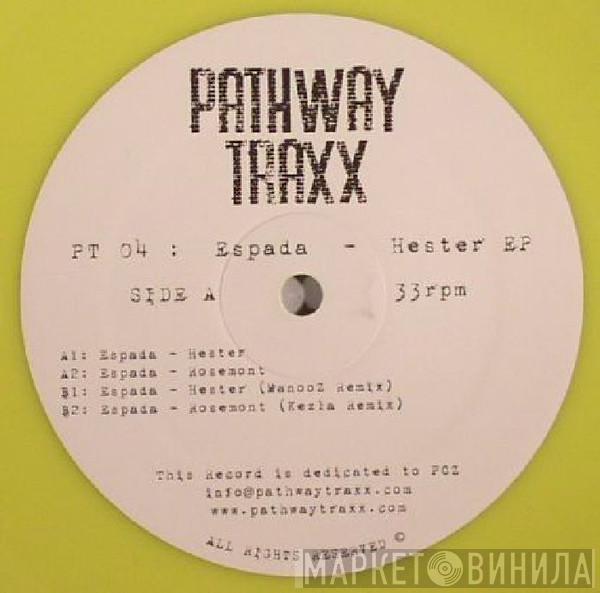 PATHWAY
TRAXX
PT 04 : Espada - Hester EP
SIDE A 33rpm
A1: Espada - Hester
A2: Espada - Rosemont
B1: Espada - Hester (WanooZ Remix)
B2: Espada - Rosemont (Kezla Remix)
This Record is dedicated to PCZ
info@pathwaytraxx.com
www.pathwaytraxx.com
ALL RIGHTS RESERVED ©
МАРКЕТ ВИНИЛА